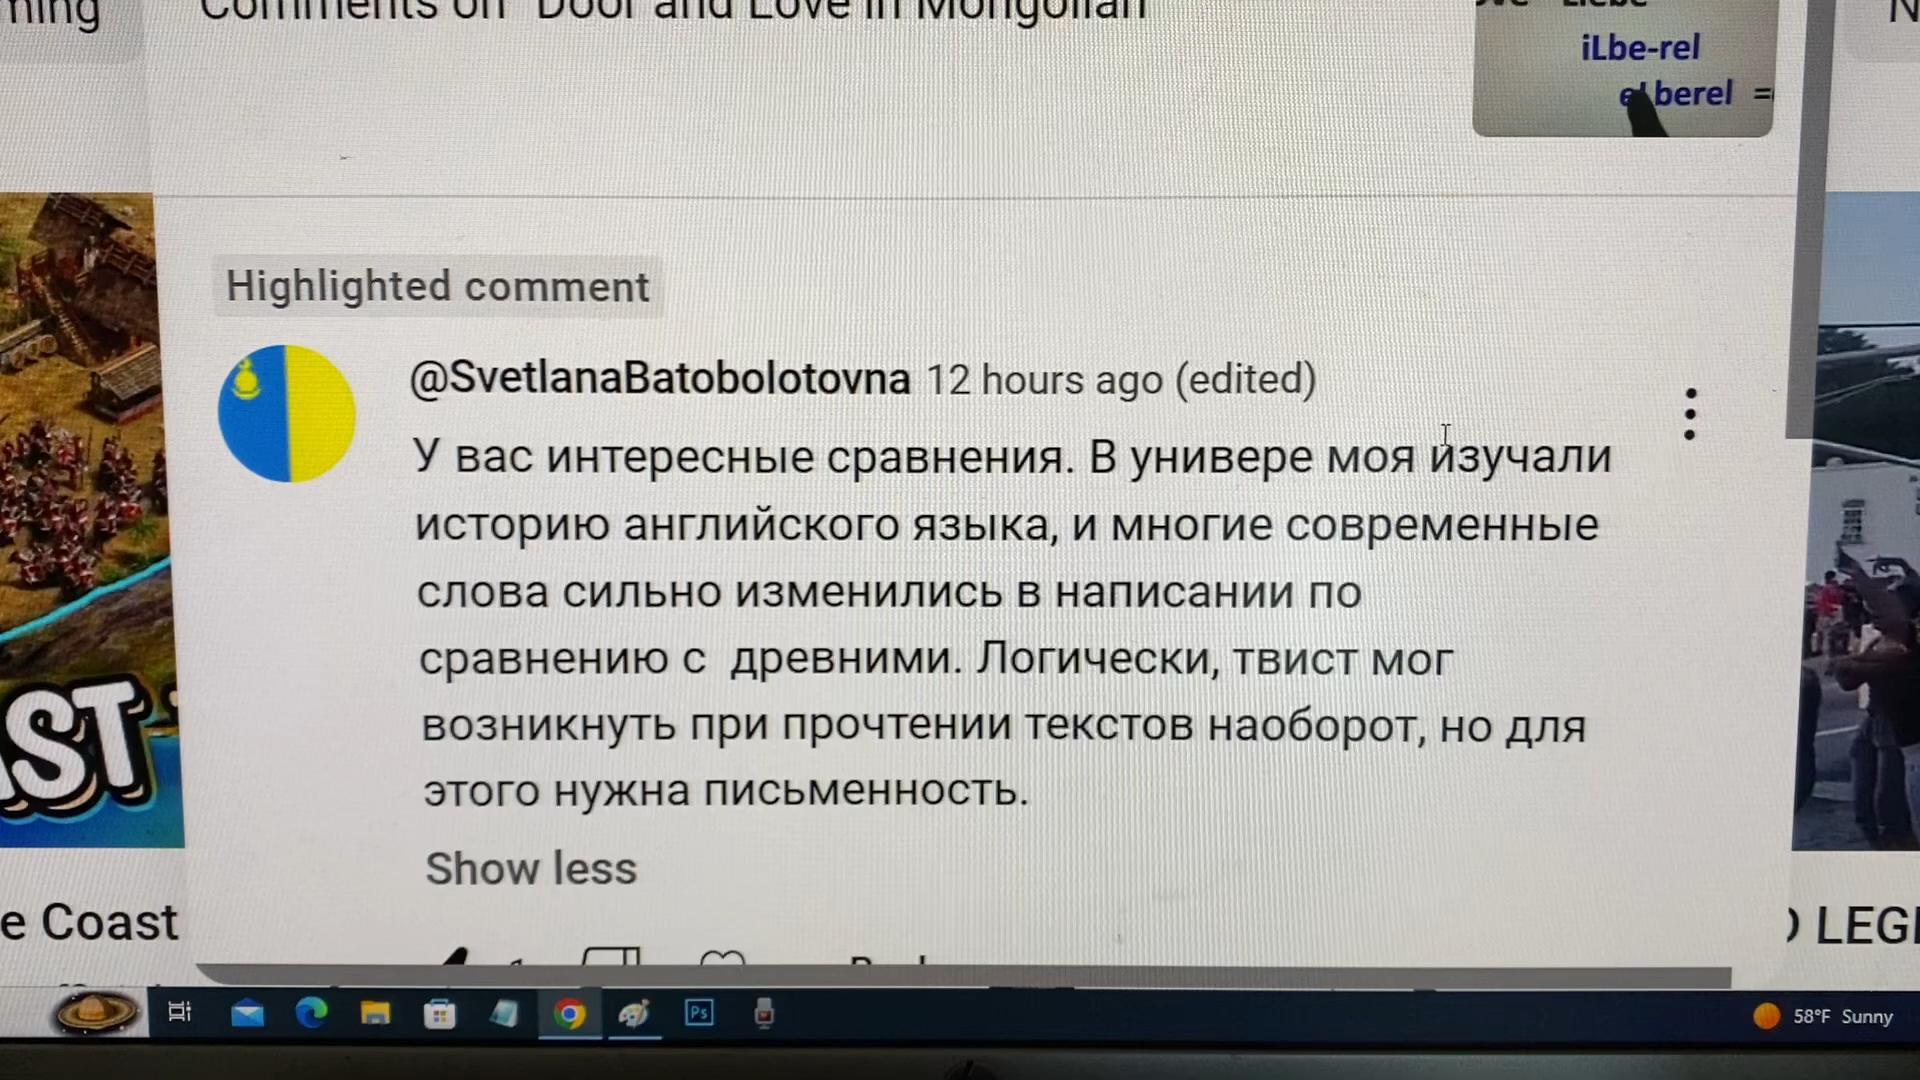 Comments on "Door and Love in Mongolian"
iLbe-rel
berel =
Highlighted comment
@SvetlanaBatobolotovna 12 hours ago (edited)
У вас интересные сравнения. В универе моя изучали
историю английского языка, и многие современные
слова сильно изменились в написании по
сравнению с древними. Логически, твист мог
возникнуть при прочтении текстов наоборот, но для
этого нужна письменность.
Show less
e Coast
LEGE
Ps
58°F Sunny